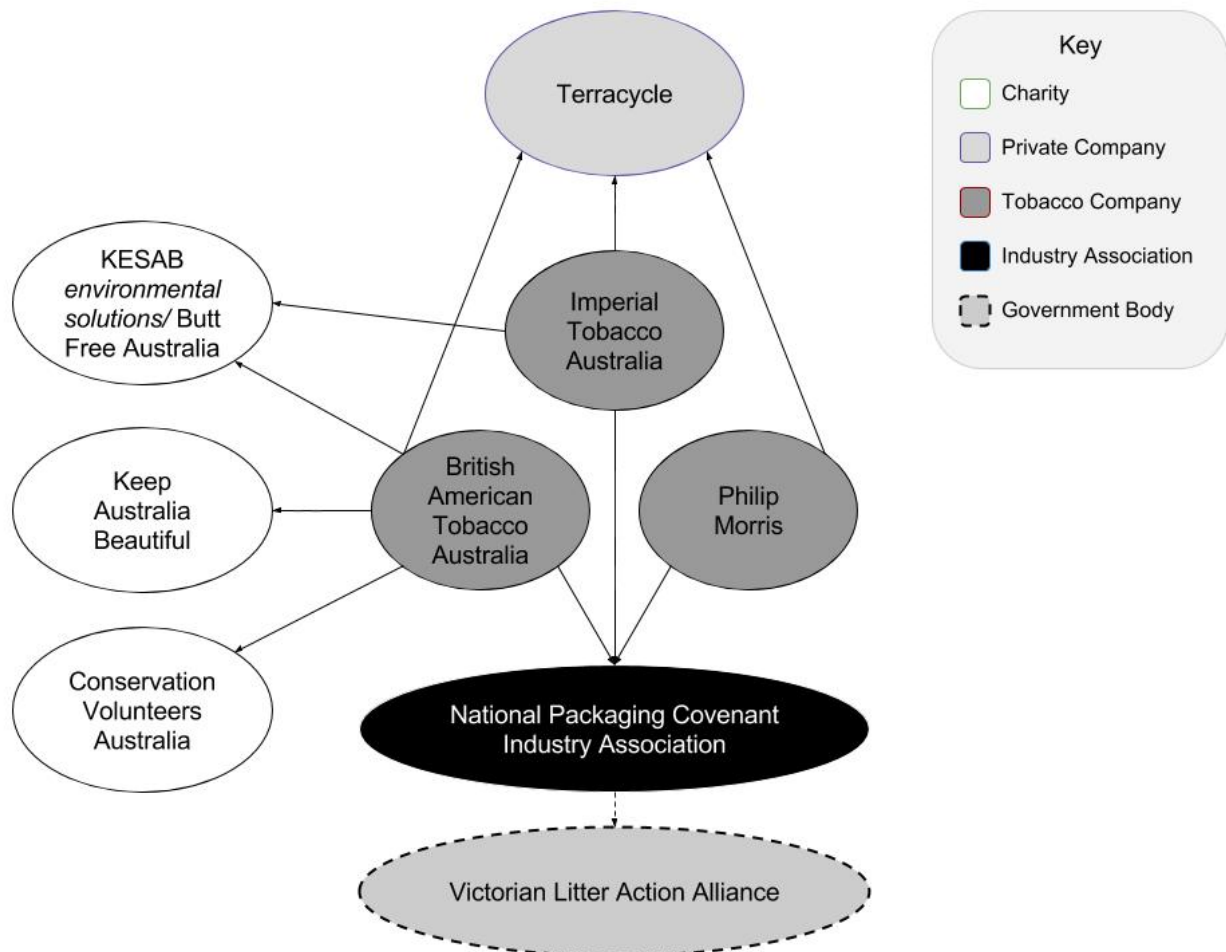 Terracycle
Key
Charity
Private Company
Tobacco Company
Industry Association
Government Body
KESAB
environmental
solutions/ Butt
Free Australia
Imperial
Tobacco
Australia
Keep
Australia
Beautiful
British
American
Tobacco
Australia
Philip
Morris
Conservation
Volunteers
Australia
National Packaging Covenant
Industry Association
Victorian Litter Action Alliance